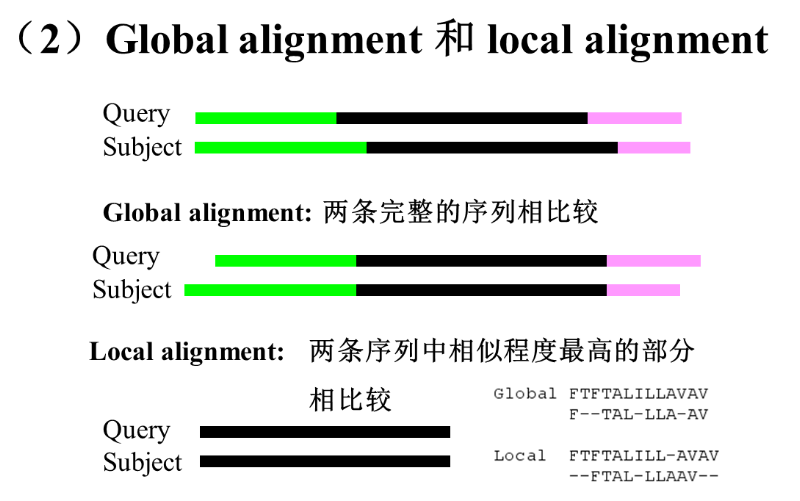 （2）Global alignment 和 local alignment
Query
Subject
Global alignment: 两条完整的序列相比较
Query
Subject
Local alignment: 两条序列中相似程度最高的部分
相比较
Query
Subject
Global FTFTALILLAVAV
F--TAL-LLA-AV
Local FTFTALILL-AVAV
--FTAL-LLAAV--